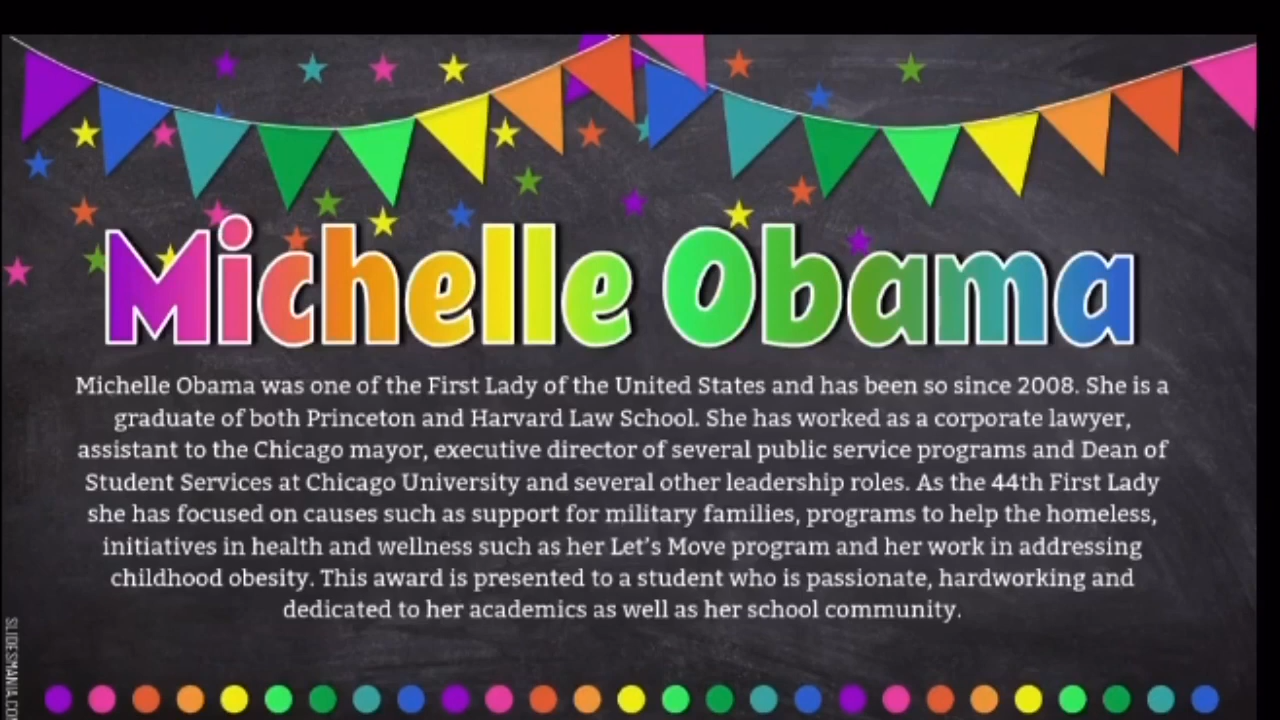 Michelle Obama
Michelle Obama was one of the First Lady of the United States and has been so since 2008. She is a
graduate of both Princeton and Harvard Law School. She has worked as a corporate lawyer,
assistant to the Chicago mayor, executive director of several public service programs and Dean of
Student Services at Chicago University and several other leadership roles. As the 44th First Lady
she has focused on causes such as support for military families, programs to help the homeless,
initiatives in health and wellness such as her Let's Move program and her work in addressing
childhood obesity. This award is presented to a student who is passionate, hardworking and
dedicated to her academics as well as her school community.
SLIDESMANIA.COM